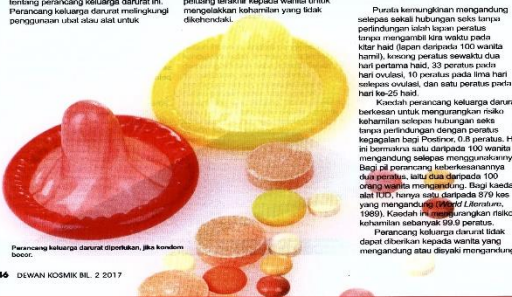 tentang perancang keluarga darurat ini.
Perancang keluarga darurat melingkupi
penggunaan ubat atau alat untuk
peluang terakhir kepada wanita untuk
mengelakkan kehamilan yang tidak
dikehendaki.
Purata kemungkinan mengandung
selepas sekali hubungan seks tanpa
perlindungan ialah lapan peratus
tanpa mengambil kira waktu pada
kitar haid (lapan daripada 100 wanita
hamil), kosong peratus sewaktu dua
hari pertama haid, 33 peratus pada
hari ovulasi, 10 peratus pada lima hari
selepas ovulasi, dan satu peratus pada
hari ke-25 haid.
Kaedah perancang keluarga darurat
berkesan untuk mengurangkan risiko
kehamilan selepas hubungan seks
tanpa perlindungan dengan peratus
kegagalan bagi Postinor, 0.8 peratus. H
ini bermakna satu daripada 100 wanita
mengandung selepas menggunakannya
Bagi pil perancang keberkesanannya
dua peratus, iaitu dua daripada 100
orang wanita mengandung. Bagi kaedah
alat IUD, hanya satu daripada 879 kes
yang mengandung (World Literature,
1989). Kaedah ini mengurangkan risiko
kehamilan sebanyak 99.9 peratus.
Perancang keluarga darurat tidak
dapat diberikan kepada wanita yang
mengandung atau disyaki mengandung
Perancang keluarga darurat diperlukan, jika kondom
bocor.
46 DEWAN KOSMIK BIL. 2 2017